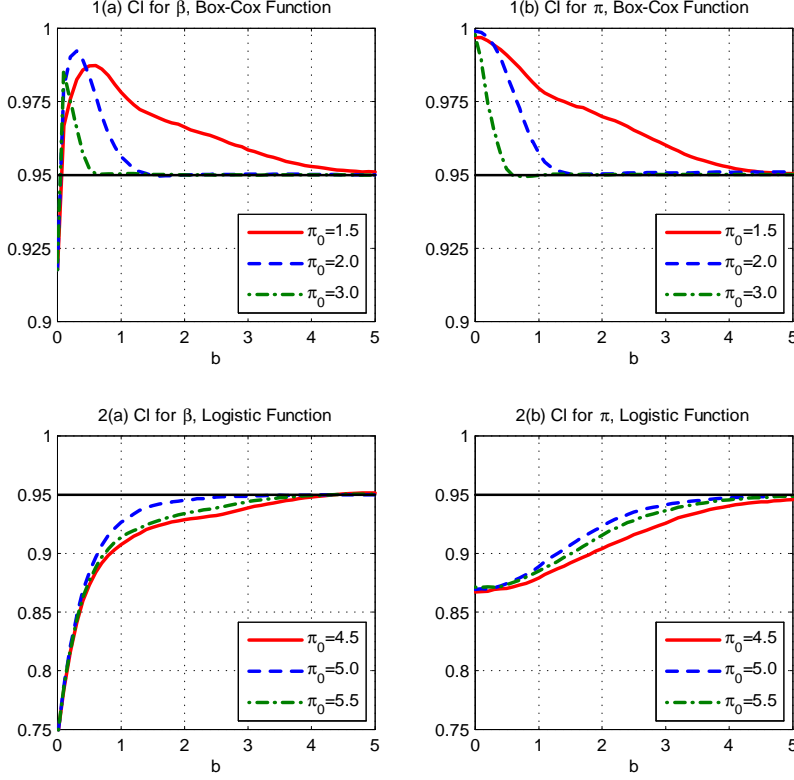 1(a) CI for β, Box-Cox Function
1
0.975
0.95
0.925
0.9
0 1 2 3 4 5
b
π0=1.5
π0=2.0
π0=3.0
1(b) CI for π, Box-Cox Function
1
0.975
0.95
0.925
0.9
0 1 2 3 4 5
b
π0=1.5
π0=2.0
π0=3.0
2(a) CI for β, Logistic Function
1
0.95
0.9
0.85
0.8
0.75
0 1 2 3 4 5
b
π0=4.5
π0=5.0
π0=5.5
2(b) CI for π, Logistic Function
1
0.95
0.9
0.85
0.8
0.75
0 1 2 3 4 5
b
π0=4.5
π0=5.0
π0=5.5